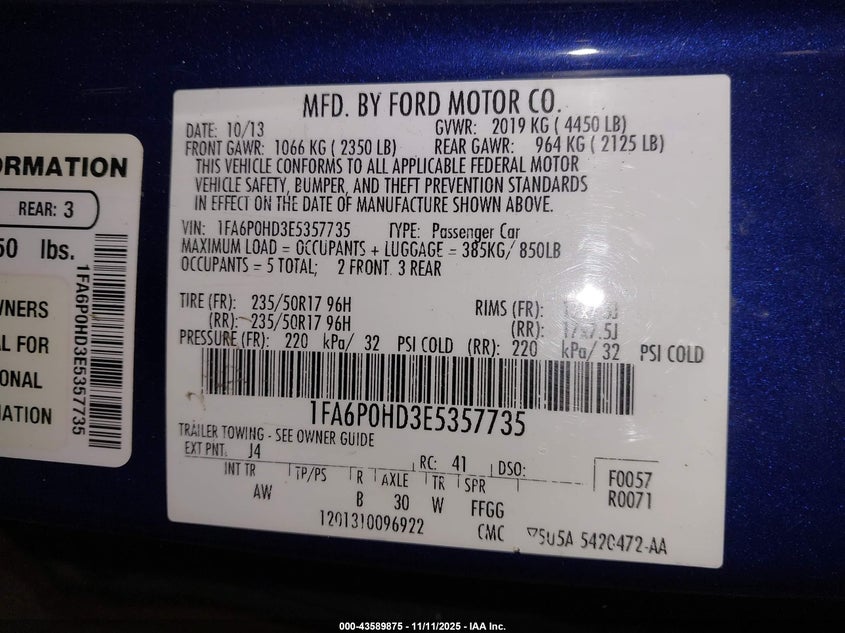 ORMATION
REAR: 3
50 lbs.
WNERS
AL FOR
ONAL
MATION
1FA6P0HD3E5357735
MFD. BY FORD MOTOR CO.
DATE: 10/13 GVWR: 2019 KG ( 4450 LB)
FRONT GAWR: 1066 KG ( 2350 LB) REAR GAWR: 964 KG ( 2125 LB)
THIS VEHICLE CONFORMS TO ALL APPLICABLE FEDERAL MOTOR
VEHICLE SAFETY, BUMPER, AND THEFT PREVENTION STANDARDS
IN EFFECT ON THE DATE OF MANUFACTURE SHOWN ABOVE.
VIN: 1FA6P0HD3E5357735 TYPE: Passenger Car
MAXIMUM LOAD = OCCUPANTS + LUGGAGE = 385KG/ 850LB
OCCUPANTS = 5 TOTAL; 2 FRONT 3 REAR
TIRE (FR): 235/50R17 96H RIMS (FR):
(RR): 235/50R17 96H (RR): 17x7.5J
PRESSURE (FR): 220 kPa/ 32 PSI COLD (RR): 220 kPa/ 32 PSI COLD
1FA6P0HD3E5357735
TRAILER TOWING - SEE OWNER GUIDE
EXT PNT: J4 RC: 41 DSO: F0057
INT TR TP/PS R AXLE TR SPR R0071
AW B 30 W FFGG
1201310096922 CMC 5U5A 5420472-AA
000-43589875 - 11/11/2025 - IAA Inc.